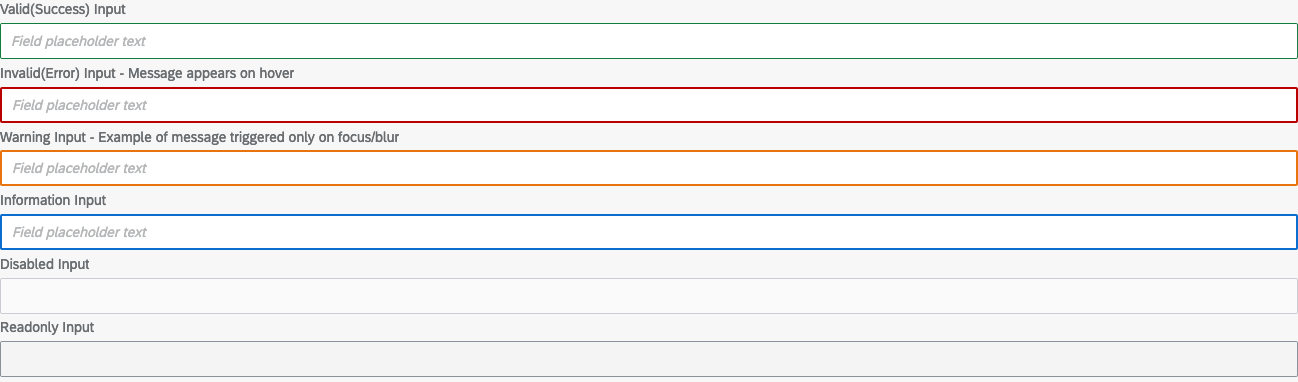 Valid(Success) Input
Field placeholder text
Invalid(Error) Input - Message appears on hover
Field placeholder text
Warning Input - Example of message triggered only on focus/blur
Field placeholder text
Information Input
Field placeholder text
Disabled Input
Readonly Input